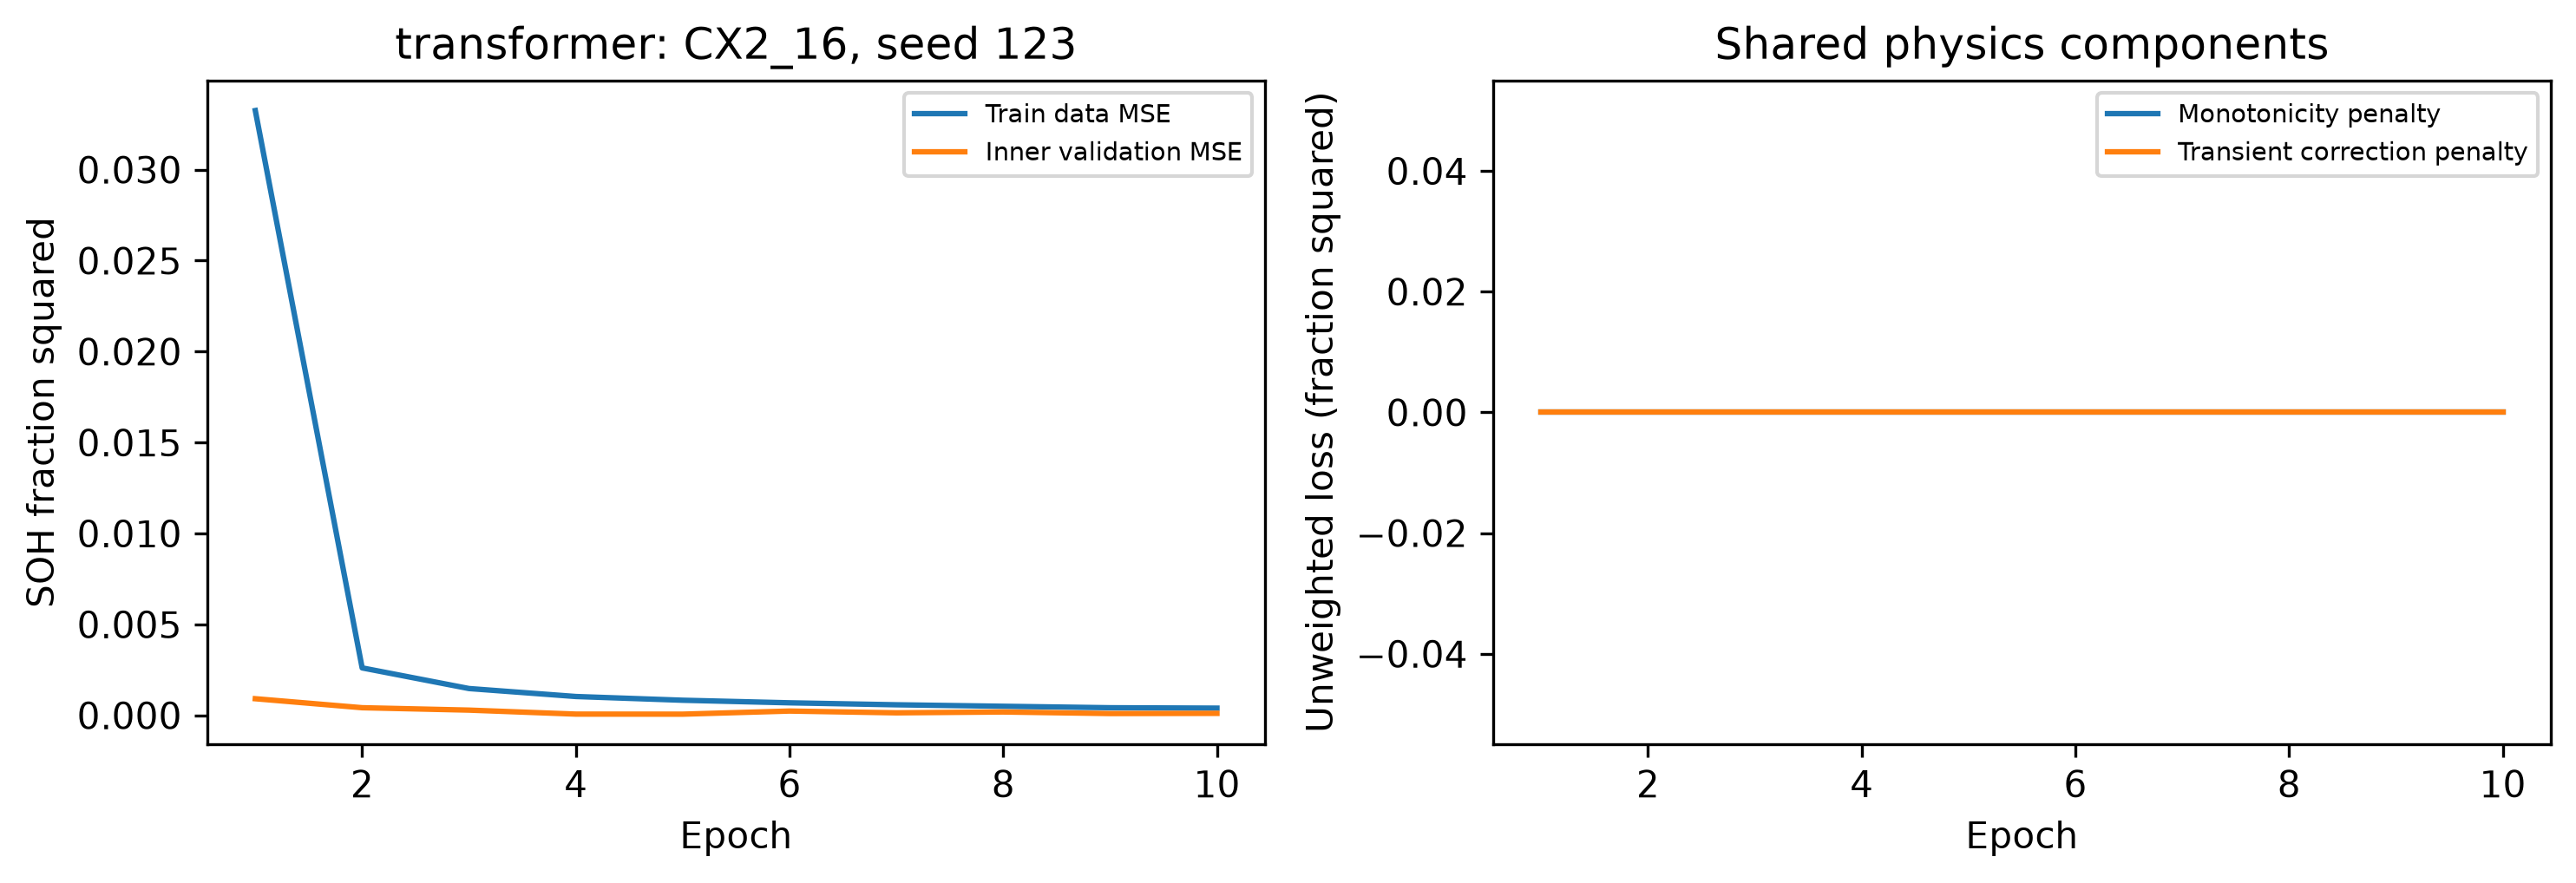 transformer: CX2_16, seed 123
SOH fraction squared
0.030
0.025
0.020
0.015
0.010
0.005
0.000
Train data MSE
Inner validation MSE
2 4 6 8 10
Epoch
Shared physics components
Unweighted loss (fraction squared)
0.04
0.02
0.00
−0.02
−0.04
Monotonicity penalty
Transient correction penalty
2 4 6 8 10
Epoch